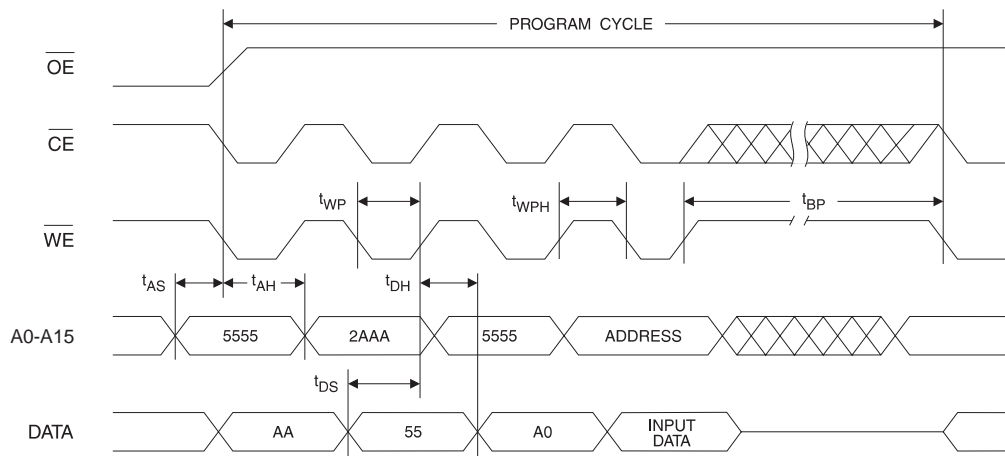 PROGRAM CYCLE
OE
CE
tWP
tWPH
tBP
WE
tAS
tAH
tDH
A0-A15
5555
2AAA
5555
ADDRESS
tDS
DATA
AA
55
A0
INPUT
DATA